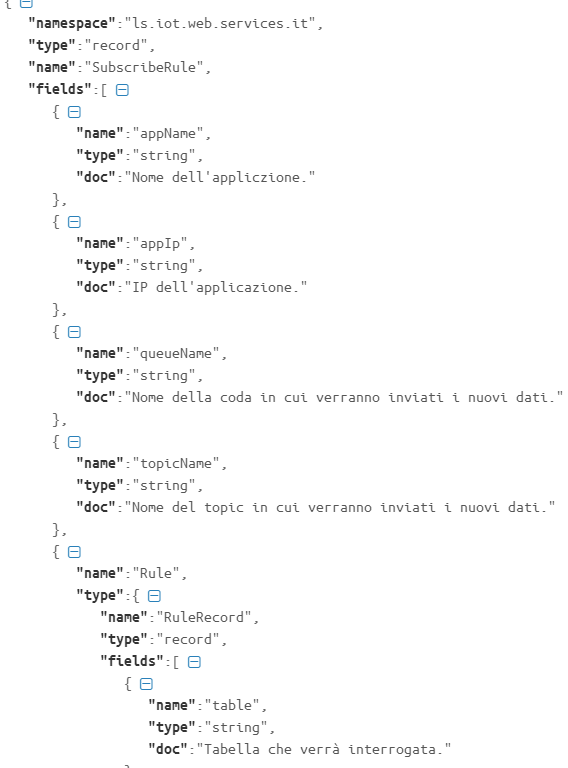 {
"namespace":"ls.iot.web.services.it",
"type":"record",
"name":"SubscribeRule",
"fields":[
{
"name":"appName",
"type":"string",
"doc":"Nome dell'appliczione."
},
{
"name":"appIp",
"type":"string",
"doc":"IP dell'applicazione."
},
{
"name":"queueName",
"type":"string",
"doc":"Nome della coda in cui verranno inviati i nuovi dati."
},
{
"name":"topicName",
"type":"string",
"doc":"Nome del topic in cui verranno inviati i nuovi dati."
},
{
"name":"Rule",
"type":{
"name":"RuleRecord",
"type":"record",
"fields":[
{
"name":"table",
"type":"string",
"doc":"Tabella che verrà interrogata."